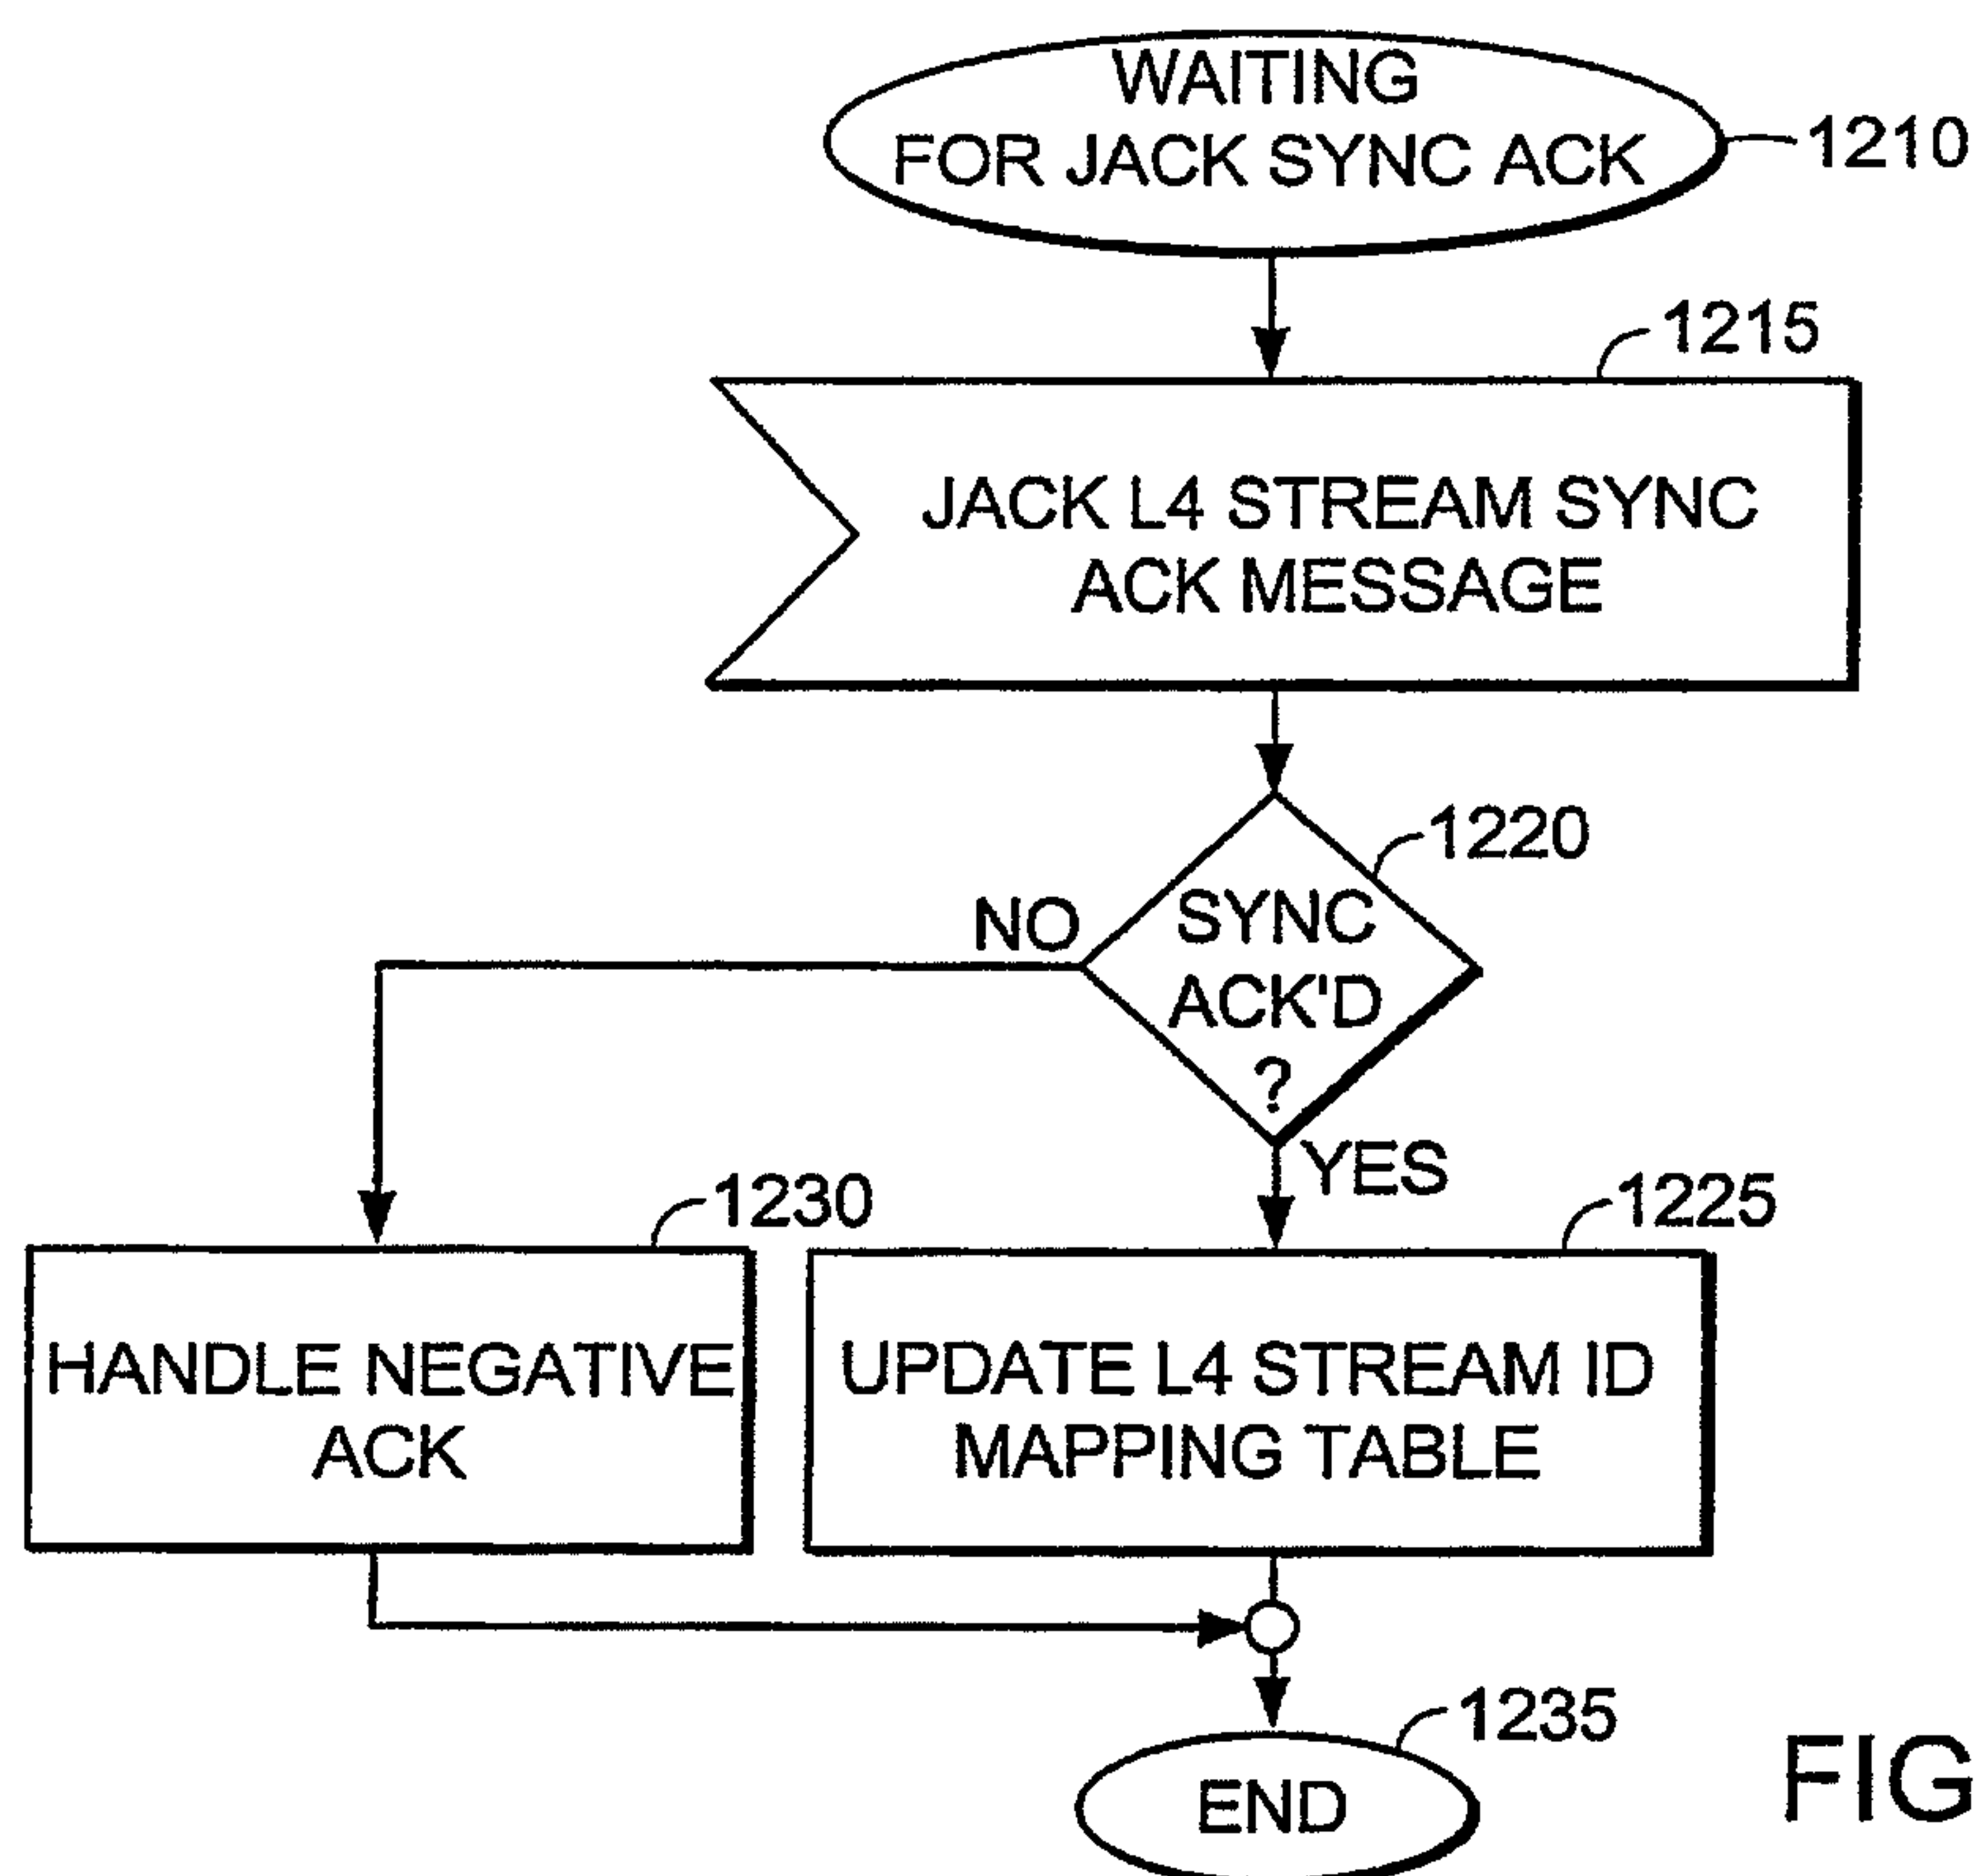 WAITING
FOR JACK SYNC ACK
1210
1215
JACK L4 STREAM SYNC
ACK MESSAGE
1220
SYNC
ACK'D
?
NO
YES
1230
1225
HANDLE NEGATIVE
ACK
UPDATE L4 STREAM ID
MAPPING TABLE
1235
END
FIG